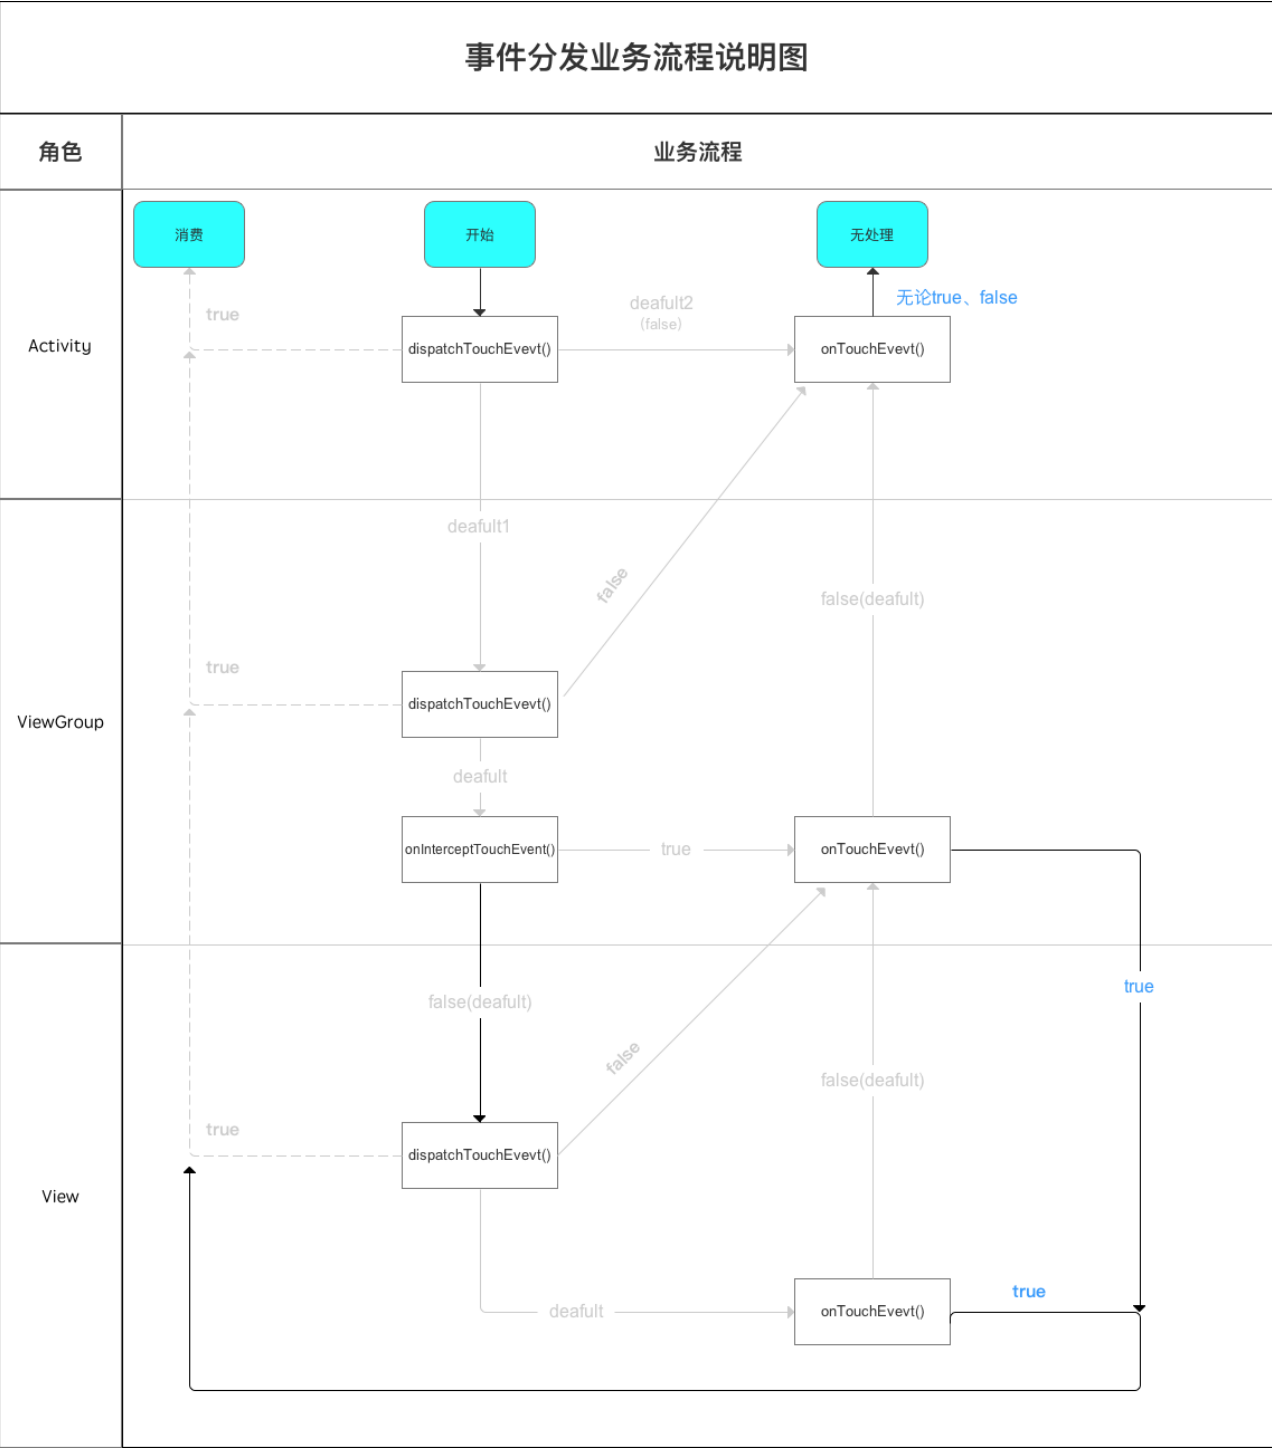 事件分发业务流程说明图
角色
业务流程
消费
开始
无处理
true
deafult2
(false)
无论true、false
Activity
dispatchTouchEvevt()
onTouchEvevt()
deafult1
false
false(deafult)
true
ViewGroup
dispatchTouchEvevt()
deafult
onInterceptTouchEvent()
true
onTouchEvevt()
true
false(deafult)
false
false(deafult)
true
View
dispatchTouchEvevt()
true
deafult
onTouchEvevt()